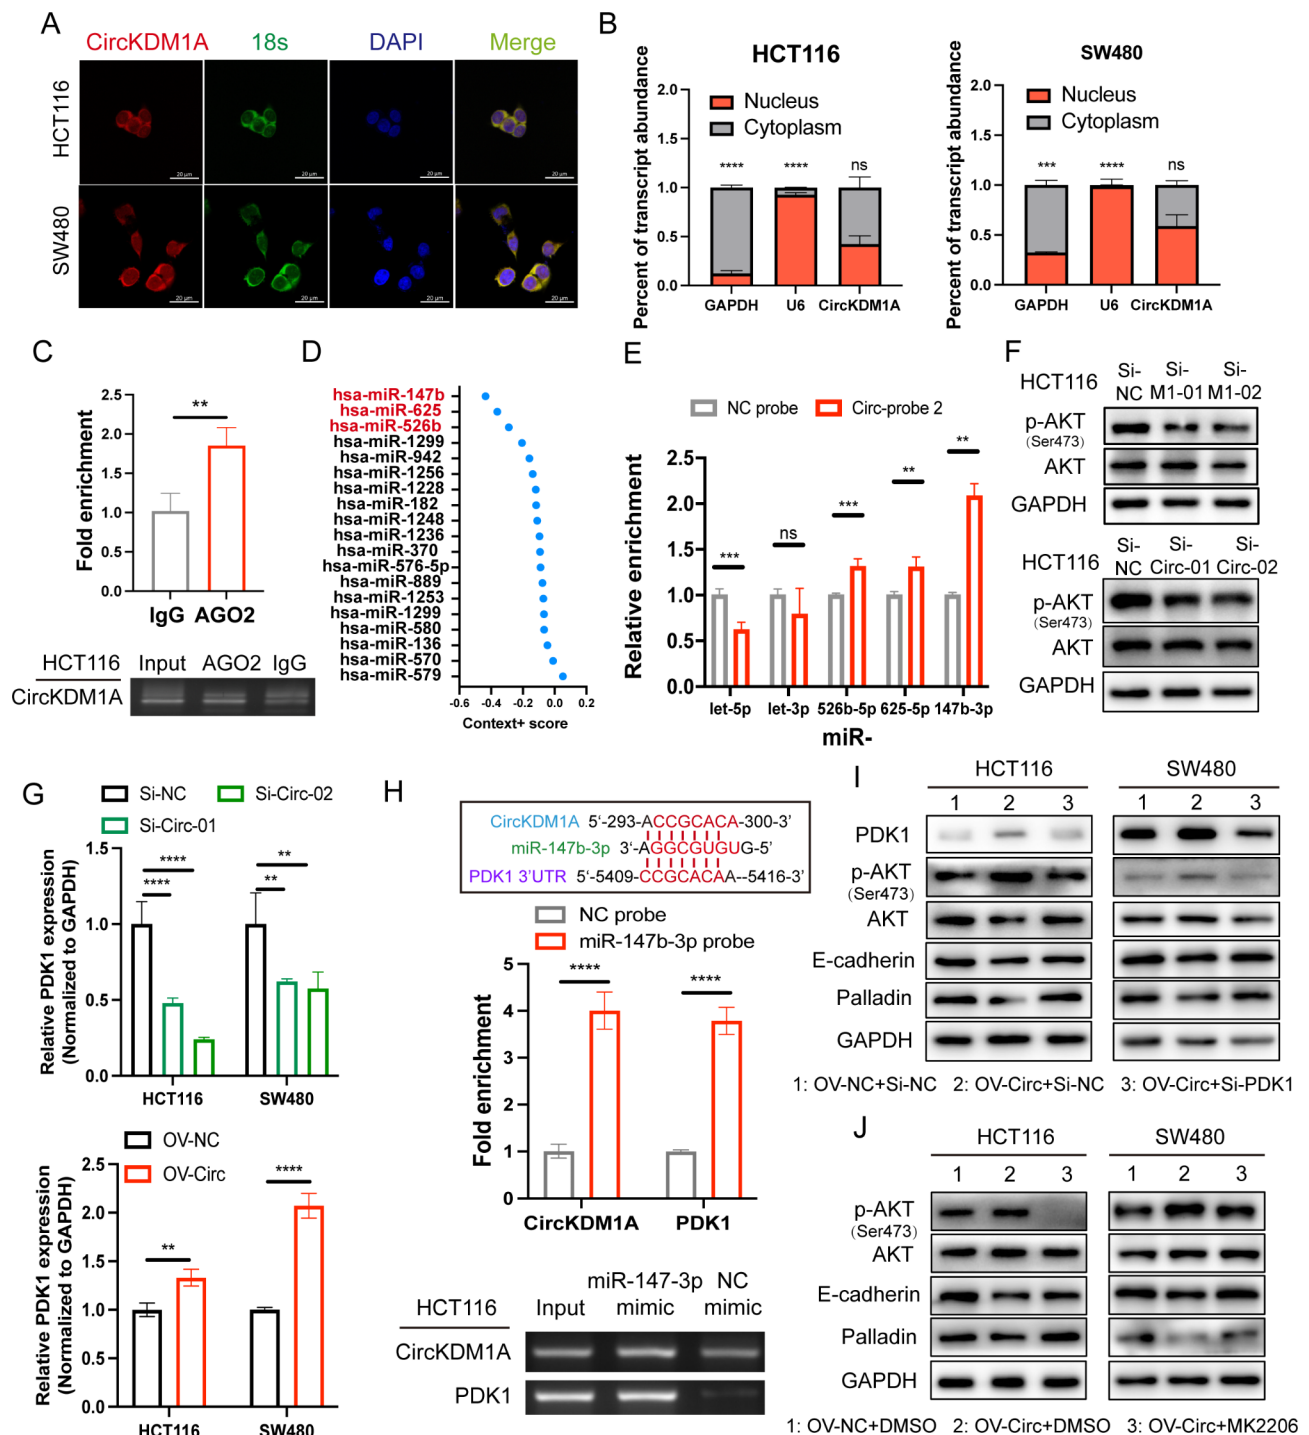 A
CircKDM1A 18s DAPI Merge
HCT116
20 μm 20 μm 20 μm 20 μm
SW480
20 μm 20 μm 20 μm 20 μm
B
HCT116
Percent of transcript abundance
Nucleus
Cytoplasm
2.0
1.5
1.0
0.5
0.0
**** **** ns
GAPDH U6 CircKDM1A
SW480
Percent of transcript abundance
Nucleus
Cytoplasm
2.0
1.5
1.0
0.5
0.0
*** **** ns
GAPDH U6 CircKDM1A
C
Fold enrichment
2.5
2.0
1.5
1.0
0.5
0.0
**
IgG AGO2
HCT116 Input AGO2 IgG
CircKDM1A
D
hsa-miR-147b
hsa-miR-625
hsa-miR-526b
hsa-miR-1299
hsa-miR-942
hsa-miR-1256
hsa-miR-1228
hsa-miR-182
hsa-miR-1248
hsa-miR-1236
hsa-miR-370
hsa-miR-576-5p
hsa-miR-889
hsa-miR-1253
hsa-miR-1299
hsa-miR-580
hsa-miR-136
hsa-miR-570
hsa-miR-579
-0.6 -0.4 -0.2 0.0 0.2
Context+ score
E
NC probe Circ-probe 2
Relative enrichment
2.5
2.0
1.5
1.0
0.5
0.0
*** ns *** ** **
let-5p let-3p 526b-5p 625-5p 147b-3p
miR-
F
HCT116 Si-NC Si-M1-01 Si-M1-02
p-AKT
(Ser473)
AKT
GAPDH
HCT116 Si-NC Si-Circ-01 Si-Circ-02
p-AKT
(Ser473)
AKT
GAPDH
G
Si-NC Si-Circ-02
Si-Circ-01
Relative PDK1 expression
(Normalized to GAPDH)
1.5
1.0
0.5
0.0
**** **
**** **
HCT116 SW480
OV-NC
OV-Circ
Relative PDK1 expression
(Normalized to GAPDH)
2.5
2.0
1.5
1.0
0.5
0.0
** ****
HCT116 SW480
H
CircKDM1A 5‘-293-ACCGCACA-300-3’
miR-147b-3p 3‘-AGGCGUGUG-5’
PDK1 3’UTR 5‘-5409-CCGCACAA--5416-3’
NC probe
miR-147b-3p probe
Fold enrichment
5
4
3
2
1
0
**** ****
CircKDM1A PDK1
HCT116 Input miR-147-3p mimic NC mimic
CircKDM1A
PDK1
I
HCT116 SW480
1 2 3 1 2 3
PDK1
p-AKT
(Ser473)
AKT
E-cadherin
Palladin
GAPDH
1: OV-NC+Si-NC 2: OV-Circ+Si-NC 3: OV-Circ+Si-PDK1
J
HCT116 SW480
1 2 3 1 2 3
p-AKT
(Ser473)
AKT
E-cadherin
Palladin
GAPDH
1: OV-NC+DMSO 2: OV-Circ+DMSO 3: OV-Circ+MK2206